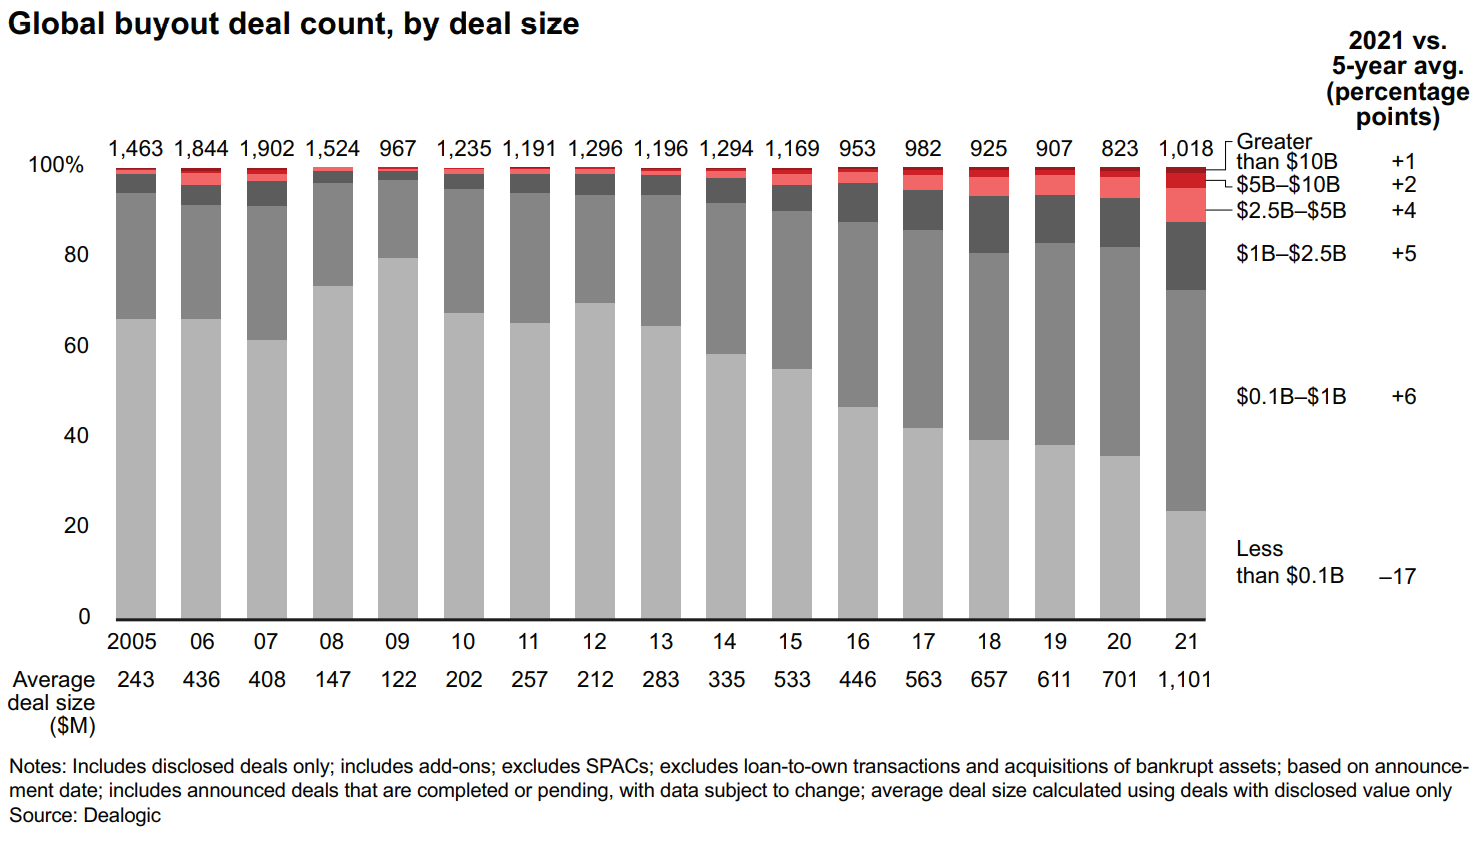 Global buyout deal count, by deal size
2021 vs.
5-year avg.
(percentage
points)
1,463 1,844 1,902 1,524 967 1,235 1,191 1,296 1,196 1,294 1,169 953 982 925 907 823 1,018
Greater
than $10B +1
$5B–$10B +2
$2.5B–$5B +4
$1B–$2.5B +5
$0.1B–$1B +6
Less
than $0.1B –17
100%
80
60
40
20
0
2005 06 07 08 09 10 11 12 13 14 15 16 17 18 19 20 21
Average
deal size
($M)
243 436 408 147 122 202 257 212 283 335 533 446 563 657 611 701 1,101
Notes: Includes disclosed deals only; includes add-ons; excludes SPACs; excludes loan-to-own transactions and acquisitions of bankrupt assets; based on announce-
ment date; includes announced deals that are completed or pending, with data subject to change; average deal size calculated using deals with disclosed value only
Source: Dealogic